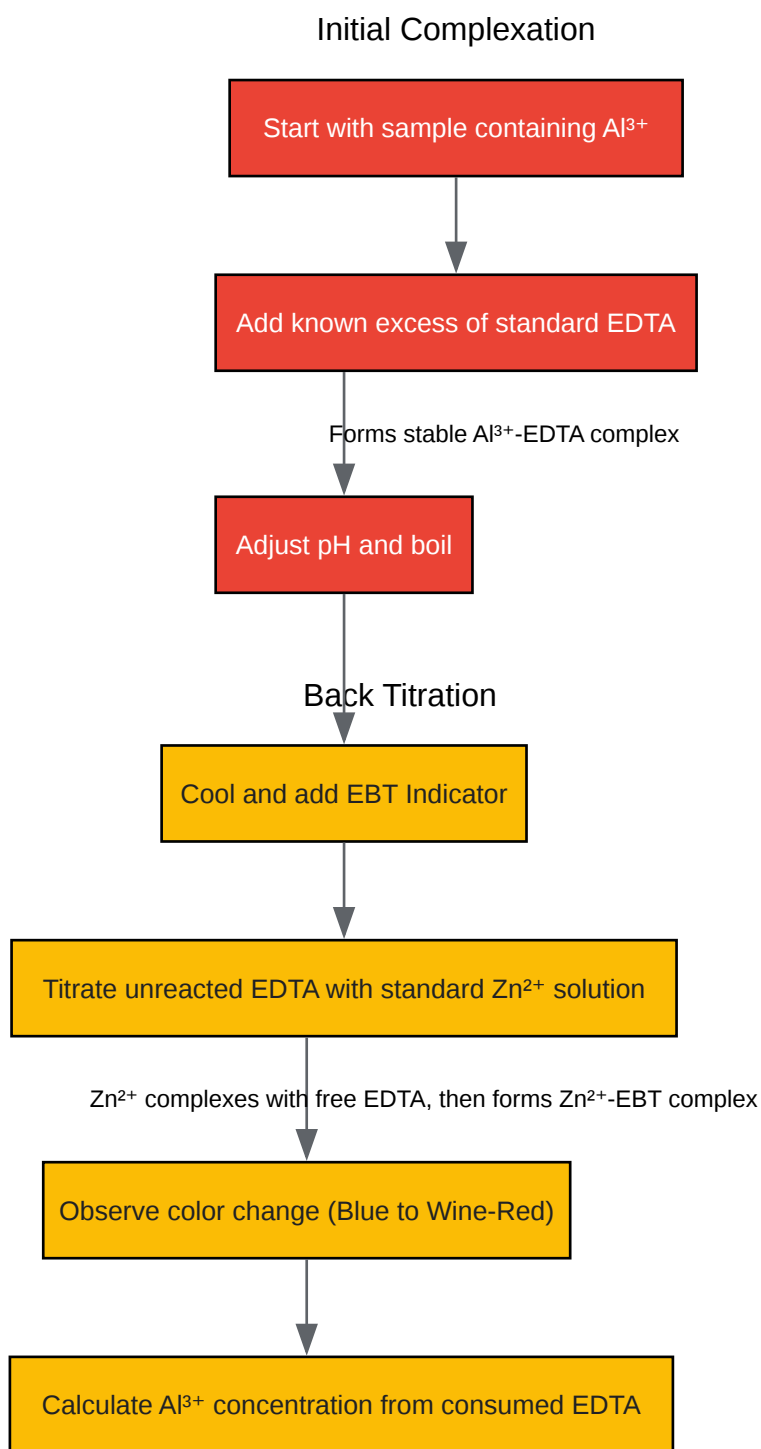 Initial Complexation
Start with sample containing Al³⁺
Add known excess of standard EDTA
Forms stable Al³⁺-EDTA complex
Adjust pH and boil
Back Titration
Cool and add EBT Indicator
Titrate unreacted EDTA with standard Zn²⁺ solution
Zn²⁺ complexes with free EDTA, then forms Zn²⁺-EBT complex
Observe color change (Blue to Wine-Red)
Calculate Al³⁺ concentration from consumed EDTA